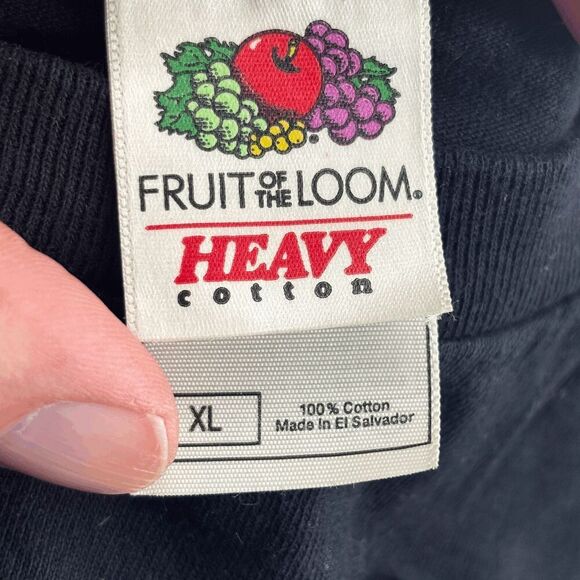 FRUIT OF THE LOOM®
HEAVY
cotton
XL
100% Cotton
Made in El Salvador